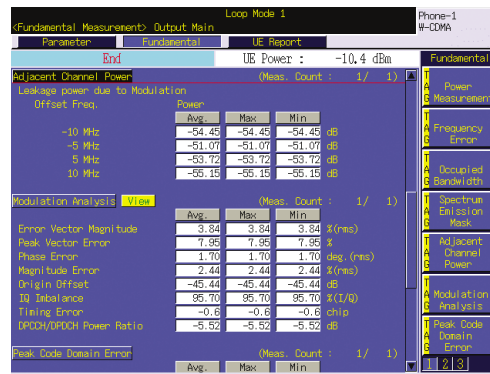 Loop Mode 1
Phone-1
<Fundamental Measurement> Output Main
W-CDMA
Parameter Fundamental UE Report
End UE Power : -10.4 dBm Fundamental
Adjacent Channel Power (Meas. Count : 1/ 1)
Leakage power due to Modulation
Offset Freq. Power
Avg. Max Min
-10 MHz -54.45 -54.45 -54.45 dB
-5 MHz -51.07 -51.07 -51.07 dB
5 MHz -53.72 -53.72 -53.72 dB
10 MHz -55.15 -55.15 -55.15 dB
Modulation Analysis View (Meas. Count : 1/ 1)
Avg. Max Min
Error Vector Magnitude 3.84 3.84 3.84 %(rms)
Peak Vector Error 7.95 7.95 7.95 %
Phase Error 1.70 1.70 1.70 deg.(rms)
Magnitude Error 2.44 2.44 2.44 %(rms)
Origin Offset -45.44 -45.44 -45.44 dB
IQ Imbalance 95.70 95.70 95.70 %(I/Q)
Timing Error -0.6 -0.6 -0.6 chip
DPCCH/DPDCH Power Ratio -5.52 -5.52 -5.52 dB
Peak Code Domain Error (Meas. Count : 1/ 1)
Avg. Max Min
TAG Power Measurement
TAG Frequency Error
TAG Occupied Bandwidth
TAG Spectrum Emission Mask
TAG Adjacent Channel Power
TAG Modulation Analysis
TAG Peak Code Domain Error
1 2 3